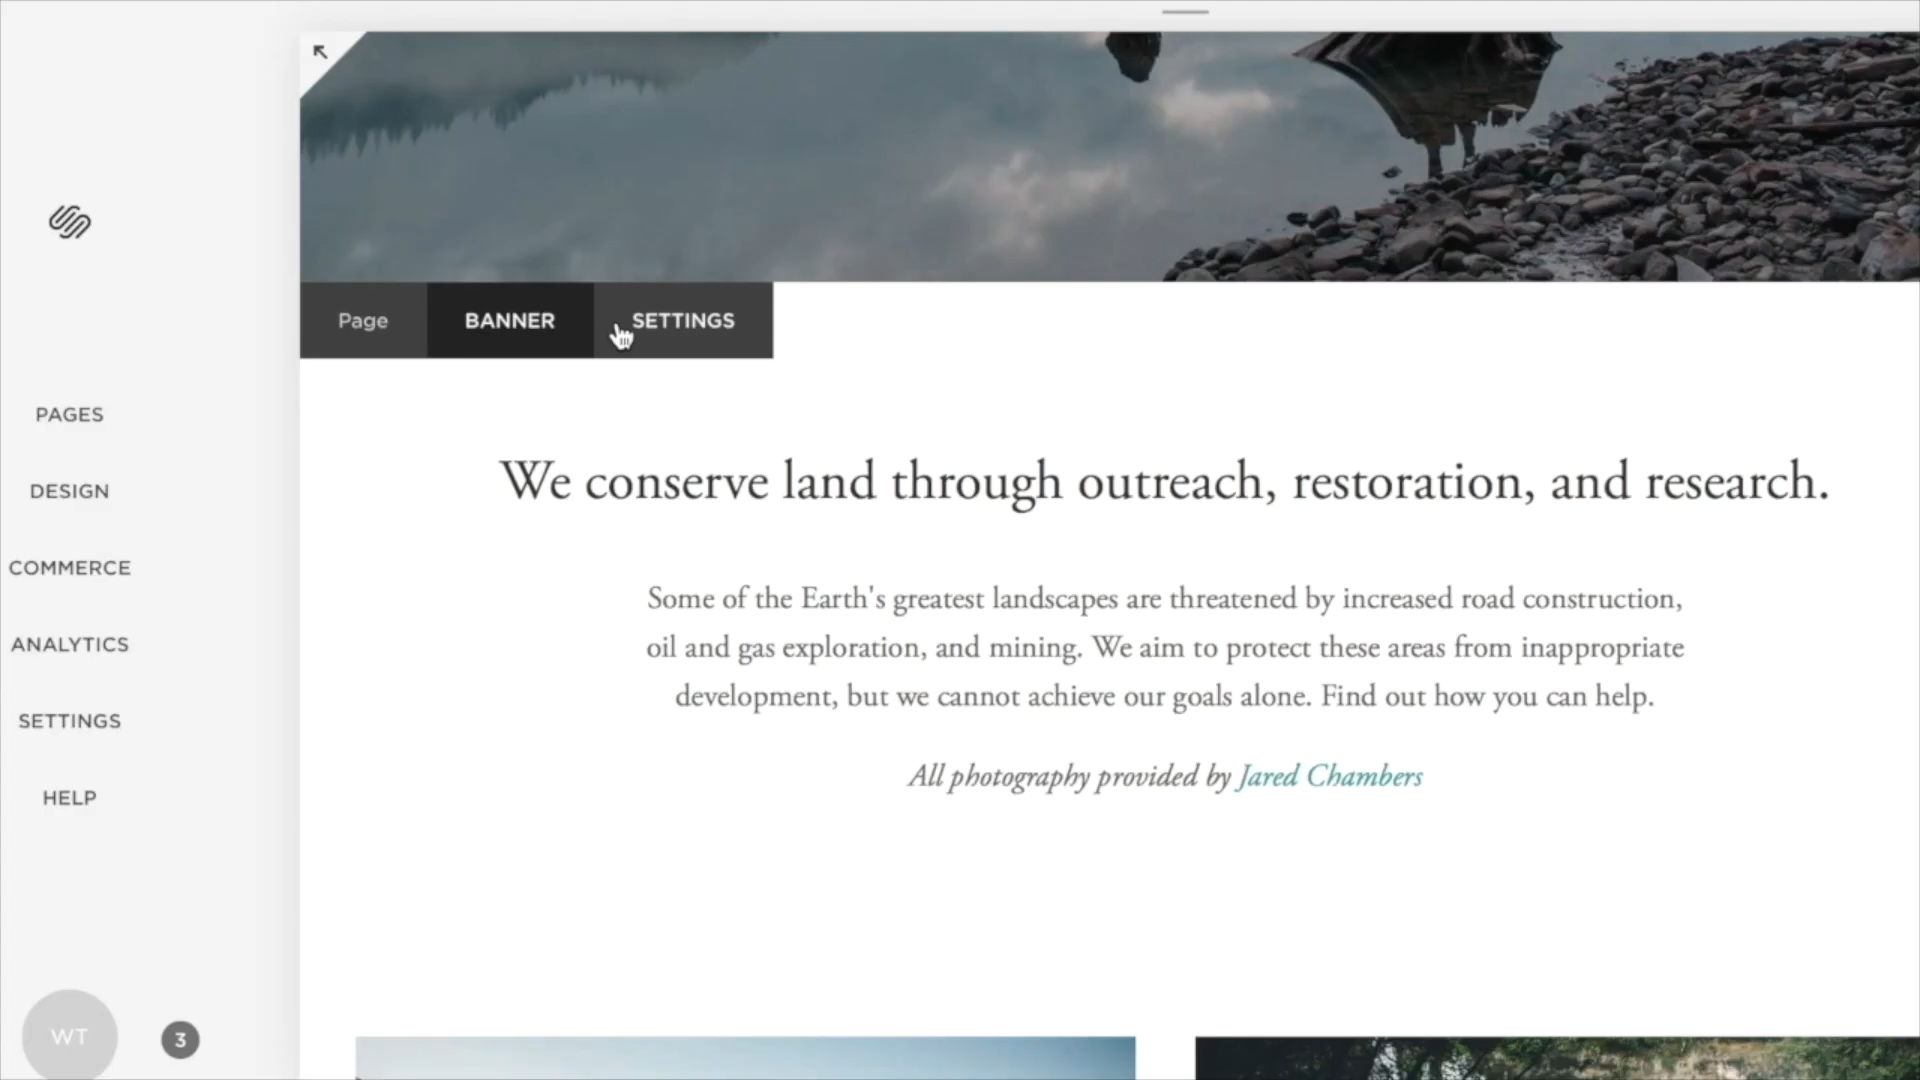 Page BANNER SETTINGS
PAGES
DESIGN
COMMERCE
ANALYTICS
SETTINGS
HELP
WT 3
We conserve land through outreach, restoration, and research.
Some of the Earth's greatest landscapes are threatened by increased road construction,
oil and gas exploration, and mining. We aim to protect these areas from inappropriate
development, but we cannot achieve our goals alone. Find out how you can help.
All photography provided by Jared Chambers